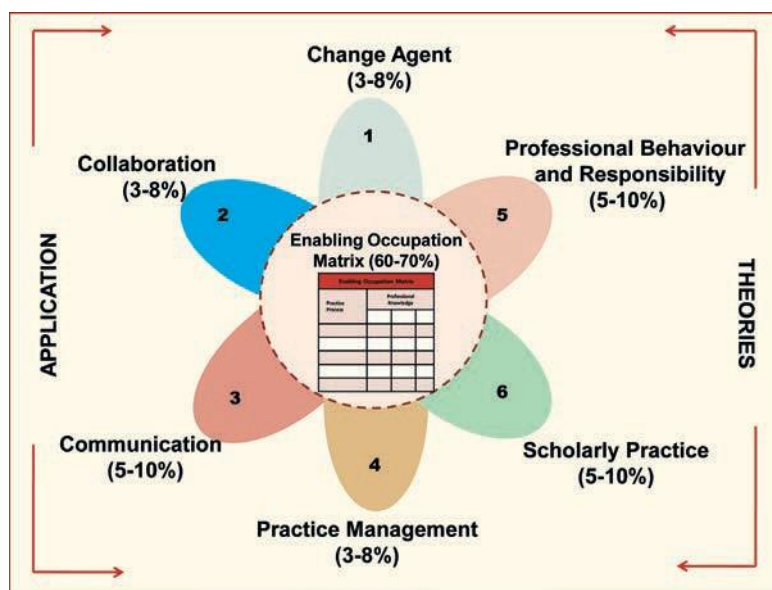 Change Agent
(3-8%)
1
Collaboration
(3-8%)
2
Professional Behaviour
and Responsibility
(5-10%)
5
Enabling Occupation
Matrix (60-70%)
Enabling Occupation Matrix
Practice
Process
Professional
Knowledge
APPLICATION
THEORIES
3
Communication
(5-10%)
4
Practice Management
(3-8%)
6
Scholarly Practice
(5-10%)